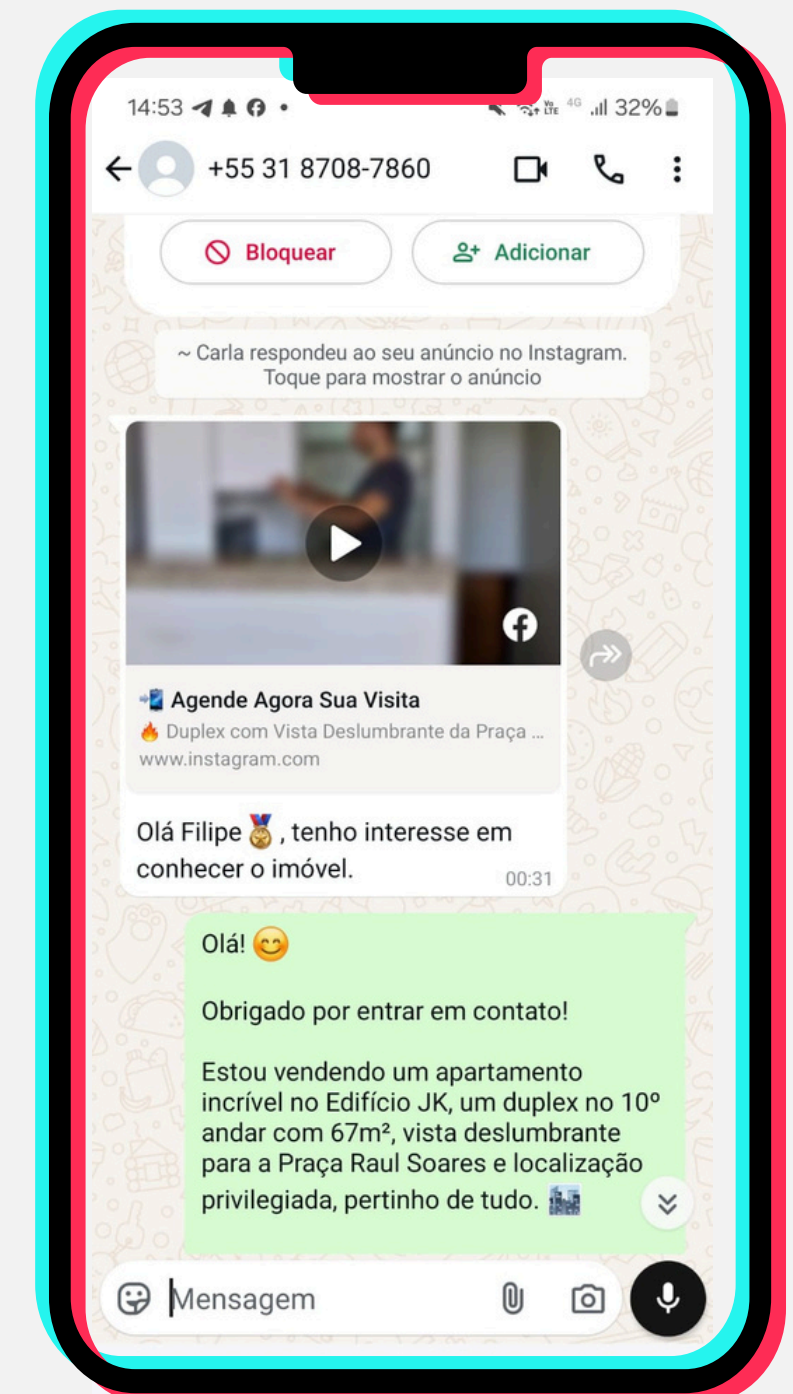 14:53
Vo LTE 4G 32%
+55 31 8708-7860
Bloquear
Adicionar
~ Carla respondeu ao seu anúncio no Instagram.
Toque para mostrar o anúncio
📲 Agende Agora Sua Visita
🔥 Duplex com Vista Deslumbrante da Praça ...
www.instagram.com
Olá Filipe🏅, tenho interesse em
conhecer o imóvel.
00:31
Olá! 😊
Obrigado por entrar em contato!
Estou vendendo um apartamento
incrível no Edifício JK, um duplex no 10º
andar com 67m², vista deslumbrante
para a Praça Raul Soares e localização
privilegiada, pertinho de tudo. 🏙️
Mensagem